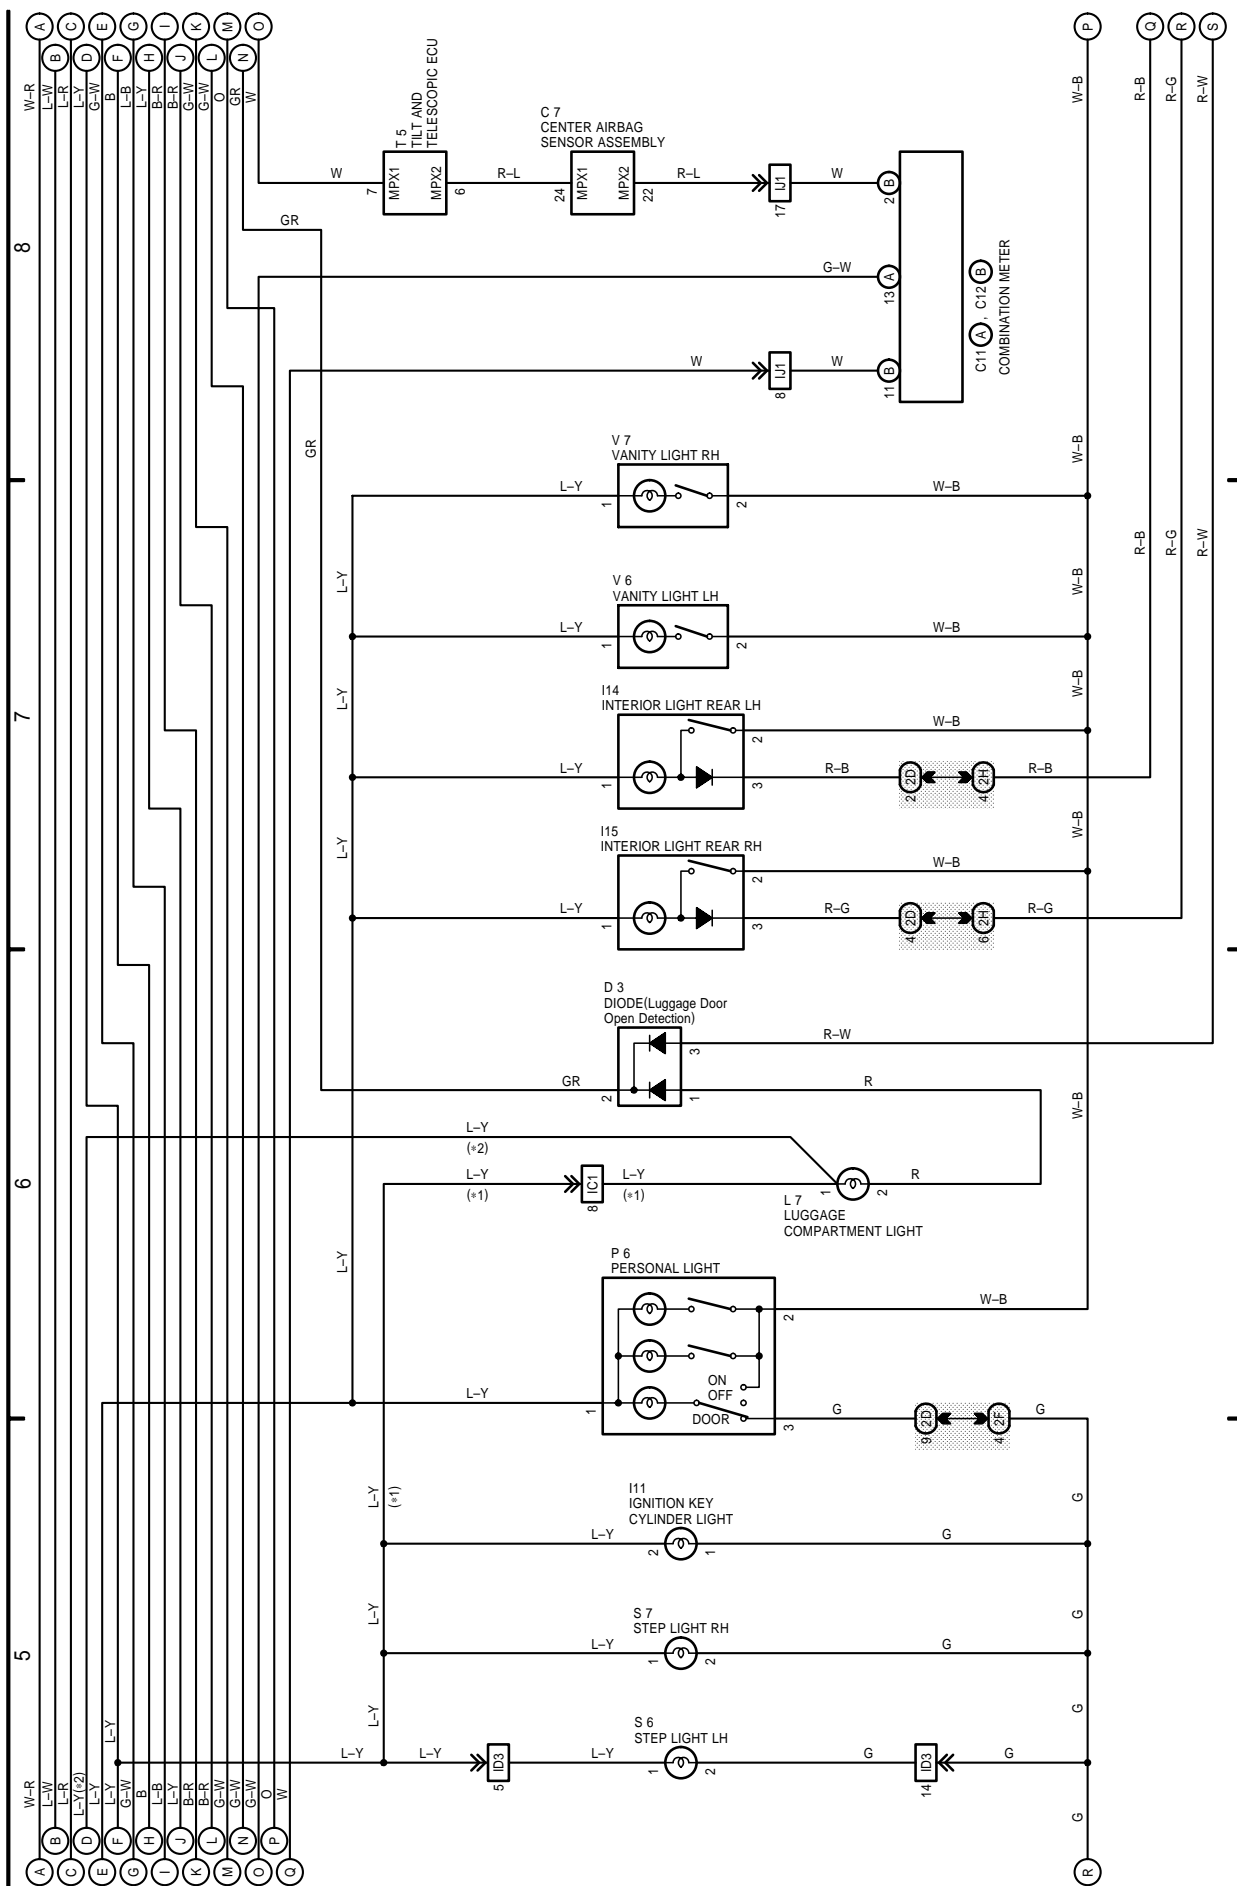 A C E G I K M O
B D F H J L N
P Q R S
W–R
L–W
L–R
L–Y
G–W
B
L–B
L–Y
B–R
B–R
G–W
G–W
O
GR
W
W–B
R–B
R–G
R–W
8
T 5
TILT AND
TELESCOPIC ECU
W
7
MPX1
MPX2
6
R–L
C 7
CENTER AIRBAG
SENSOR ASSEMBLY
24
MPX1
MPX2
22
R–L
IJ1
17
W
2
B
GR
G–W
13
A
C11 A , C12 B
COMBINATION METER
W
IJ1
8
W
11
B
GR
W–B
V 7
VANITY LIGHT RH
L–Y
1
2
W–B
L–Y
R–B
R–G
R–W
W–B
V 6
VANITY LIGHT LH
L–Y
1
2
W–B
7
L–Y
W–B
I14
INTERIOR LIGHT REAR LH
2
W–B
L–Y
1
3
R–B
2
2D
4
2H
R–B
L–Y
W–B
I15
INTERIOR LIGHT REAR RH
2
W–B
L–Y
1
3
R–G
4
2D
6
2H
R–G
D 3
DIODE(Luggage Door
Open Detection)
3
R–W
GR
2
1
R
W–B
6
L–Y
(*2)
L–Y
(*1)
IC1
8
L–Y
(*1)
1
2
R
L 7
LUGGAGE
COMPARTMENT LIGHT
L–Y
P 6
PERSONAL LIGHT
2
W–B
ON
OFF
DOOR
L–Y
1
3
G
9
2D
4
2F
G
L–Y
(*1)
G
I11
IGNITION KEY
CYLINDER LIGHT
L–Y
2
1
G
L–Y
G
5
S 7
STEP LIGHT RH
L–Y
1
2
G
L–Y
L–Y
G
S 6
STEP LIGHT LH
L–Y
L–Y
ID3
5
L–Y
1
2
G
ID3
14
G
W–R
L–W
L–R
L–Y(*2)
L–Y
L–Y
G–W
B
L–B
L–Y
B–R
B–R
G–W
G–W
G–W
O
W
G
B D F H J L N P
A C E G I K M O Q
R